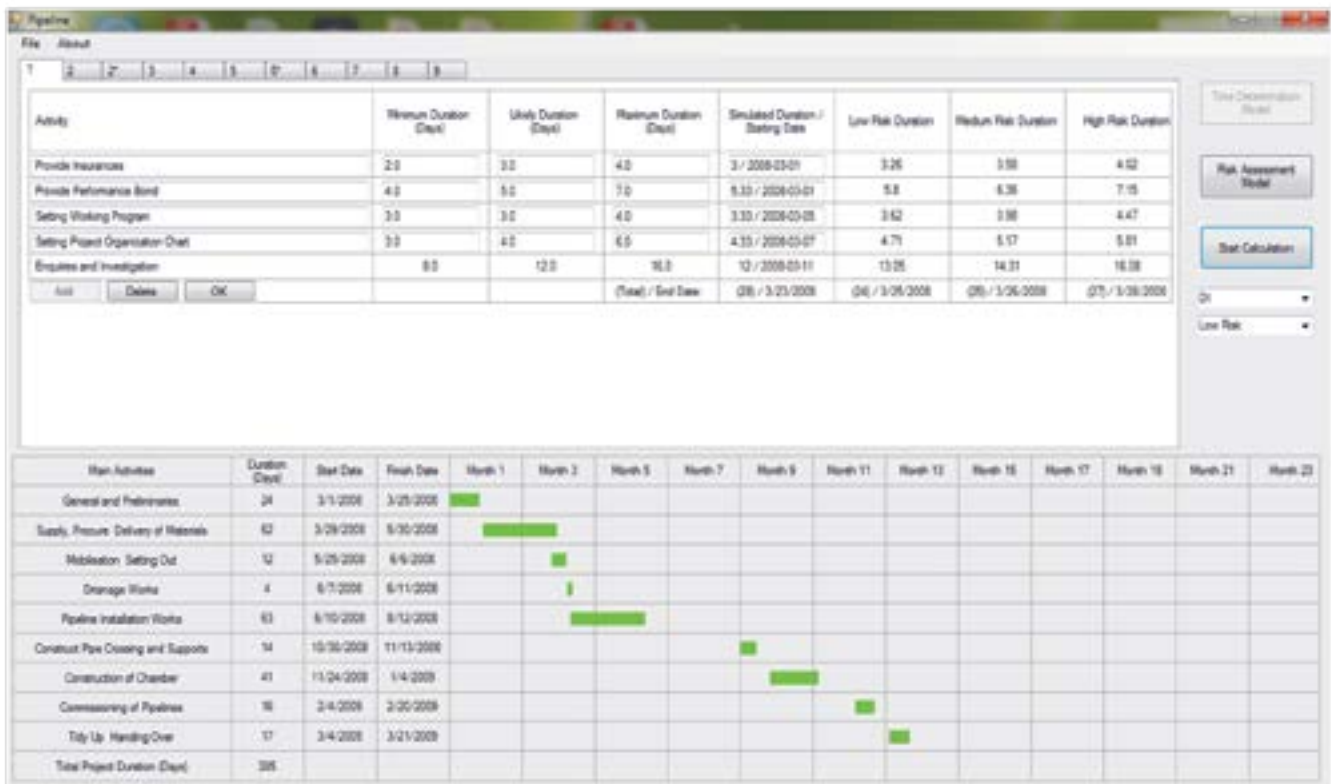 Pipeline
File About
1 2 2* 3 4 5 5* 6 7 8 9
Activity Minimum Duration (Days) Likely Duration (Days) Maximum Duration (Days) Simulated Duration / Starting Date Low Risk Duration Medium Risk Duration High Risk Duration
Provide Insurances 2.0 3.0 4.0 3 / 2008-03-01 3.26 4.02
Provide Performance Bond 4.0 5.0 7.0 5.33 / 2008-03-01 5.8 6.36 7.15
Setting Working Program 3.0 3.0 4.0 3.33 / 2008-03-05 3.62 3.98 4.47
Setting Project Organisation Chart 3.0 4.0 6.0 4.33 / 2008-03-07 4.71 5.17 5.81
Enquiries and Investigation 8.0 12.0 16.0 12 / 2008-03-11 13.05 14.31 16.08
Add Delete OK (Total) / End Date: / 3/23/2008 (24) / 3/25/2008 (25) / 3/26/2008 (27) / 3/28/2008
Time Determination Model
Risk Assessment Model
Start Calculation
Low Risk
Main Activities Duration (Days) Start Date Finish Date Month 1 Month 3 Month 5 Month 7 Month 9 Month 11 Month 13 Month 15 Month 17 Month 19 Month 21 Month 23
General and Preliminaries 24 3/1/2008 3/25/2008
Supply, Procure Delivery of Materials 62 3/29/2008 5/30/2008
Mobilisation Setting Out 12 5/25/2008 6/6/2008
Drainage Works 4 6/7/2008 6/11/2008
Pipeline Installation Works 63 6/10/2008 8/12/2008
Construct Pipe Crossing and Supports 14 10/30/2008 11/13/2008
Construction of Chamber 41 11/24/2008 1/4/2009
Commissioning of Pipelines 16 2/4/2009 2/20/2009
Tidy Up Handing Over 17 3/4/2009 3/21/2009
Total Project Duration (Days) 385